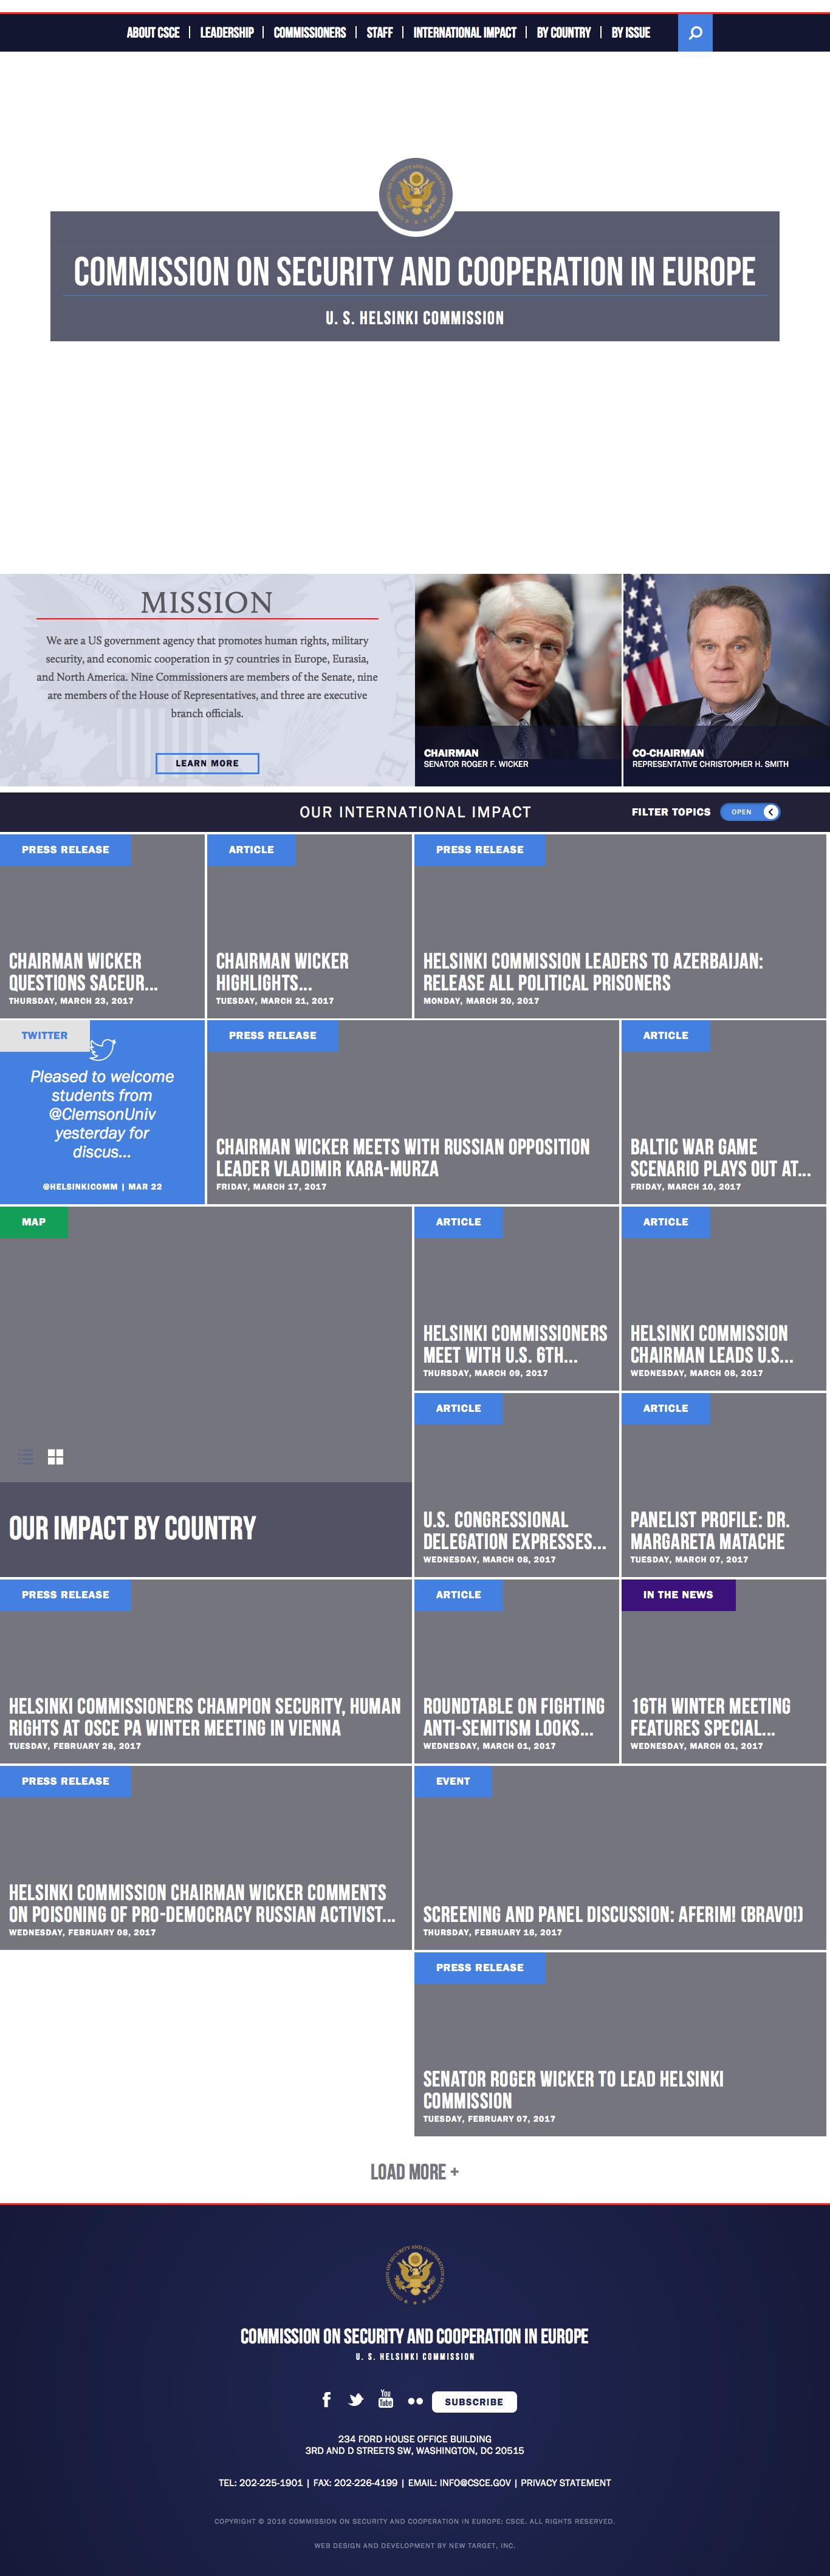 ABOUT CSCE | LEADERSHIP | COMMISSIONERS | STAFF | INTERNATIONAL IMPACT | BY COUNTRY | BY ISSUE
COMMISSION ON SECURITY AND COOPERATION IN EUROPE
U. S. HELSINKI COMMISSION
MISSION
We are a US government agency that promotes human rights, military
security, and economic cooperation in 57 countries in Europe, Eurasia,
and North America. Nine Commissioners are members of the Senate, nine
are members of the House of Representatives, and three are executive
branch officials.
LEARN MORE
CHAIRMAN
SENATOR ROGER F. WICKER
CO-CHAIRMAN
REPRESENTATIVE CHRISTOPHER H. SMITH
OUR INTERNATIONAL IMPACT
FILTER TOPICS OPEN
PRESS RELEASE
CHAIRMAN WICKER
QUESTIONS SACEUR...
THURSDAY, MARCH 23, 2017
ARTICLE
CHAIRMAN WICKER
HIGHLIGHTS...
TUESDAY, MARCH 21, 2017
PRESS RELEASE
HELSINKI COMMISSION LEADERS TO AZERBAIJAN:
RELEASE ALL POLITICAL PRISONERS
MONDAY, MARCH 20, 2017
TWITTER
Pleased to welcome
students from
@ClemsonUniv
yesterday for
discus...
@HELSINKICOMM | MAR 22
PRESS RELEASE
CHAIRMAN WICKER MEETS WITH RUSSIAN OPPOSITION
LEADER VLADIMIR KARA-MURZA
FRIDAY, MARCH 17, 2017
ARTICLE
BALTIC WAR GAME
SCENARIO PLAYS OUT AT...
FRIDAY, MARCH 10, 2017
MAP
OUR IMPACT BY COUNTRY
ARTICLE
HELSINKI COMMISSIONERS
MEET WITH U.S. 6TH...
THURSDAY, MARCH 09, 2017
ARTICLE
HELSINKI COMMISSION
CHAIRMAN LEADS U.S...
WEDNESDAY, MARCH 08, 2017
ARTICLE
U.S. CONGRESSIONAL
DELEGATION EXPRESSES...
WEDNESDAY, MARCH 08, 2017
ARTICLE
PANELIST PROFILE: DR.
MARGARETA MATACHE
TUESDAY, MARCH 07, 2017
PRESS RELEASE
HELSINKI COMMISSIONERS CHAMPION SECURITY, HUMAN
RIGHTS AT OSCE PA WINTER MEETING IN VIENNA
TUESDAY, FEBRUARY 28, 2017
ARTICLE
ROUNDTABLE ON FIGHTING
ANTI-SEMITISM LOOKS...
WEDNESDAY, MARCH 01, 2017
IN THE NEWS
16TH WINTER MEETING
FEATURES SPECIAL...
WEDNESDAY, MARCH 01, 2017
PRESS RELEASE
HELSINKI COMMISSION CHAIRMAN WICKER COMMENTS
ON POISONING OF PRO-DEMOCRACY RUSSIAN ACTIVIST...
WEDNESDAY, FEBRUARY 08, 2017
EVENT
SCREENING AND PANEL DISCUSSION: AFERIM! (BRAVO!)
THURSDAY, FEBRUARY 16, 2017
PRESS RELEASE
SENATOR ROGER WICKER TO LEAD HELSINKI
COMMISSION
TUESDAY, FEBRUARY 07, 2017
LOAD MORE +
COMMISSION ON SECURITY AND COOPERATION IN EUROPE
U. S. HELSINKI COMMISSION
You Tube
SUBSCRIBE
234 FORD HOUSE OFFICE BUILDING
3RD AND D STREETS SW, WASHINGTON, DC 20515
TEL: 202-225-1901 | FAX: 202-226-4199 | EMAIL: INFO@CSCE.GOV | PRIVACY STATEMENT
COPYRIGHT © 2016 COMMISSION ON SECURITY AND COOPERATION IN EUROPE: CSCE. ALL RIGHTS RESERVED.
WEB DESIGN AND DEVELOPMENT BY NEW TARGET, INC.